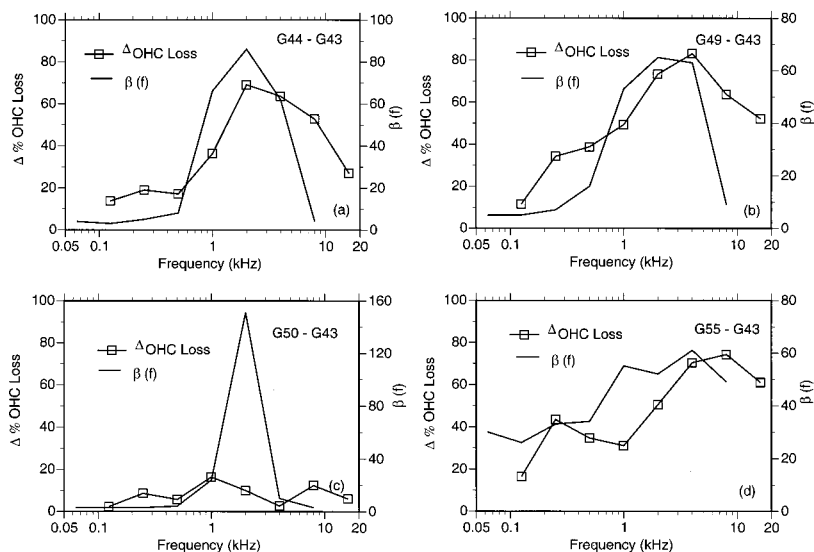 G44 - G43
Δ OHC Loss
β (f)
Δ % OHC Loss
100
80
60
40
20
0
100
80
60
40
20
0
β (f)
(a)
0.05 0.1 1 10 20
Frequency (kHz)
G49 - G43
Δ OHC Loss
β (f)
Δ % OHC Loss
100
80
60
40
20
0
80
60
40
20
0
β (f)
(b)
0.05 0.1 1 10 20
Frequency (kHz)
G50 - G43
Δ OHC Loss
β (f)
Δ % OHC Loss
100
80
60
40
20
0
160
120
80
40
0
β (f)
(c)
0.05 0.1 1 10 20
Frequency (kHz)
G55 - G43
Δ OHC Loss
β (f)
Δ % OHC Loss
100
80
60
40
20
0
80
60
40
20
0
β (f)
(d)
0.05 0.1 1 10 20
Frequency (kHz)